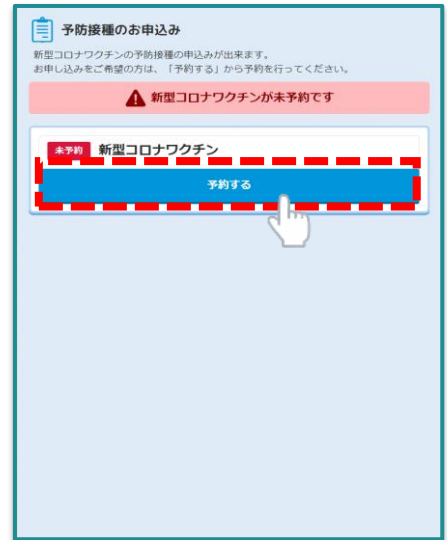 予防接種のお申込み
新型コロナワクチンの予防接種の申込みが出来ます。
お申し込みをご希望の方は、「予約する」から予約を行ってください。
新型コロナワクチンが未予約です
未予約 新型コロナワクチン
予約する